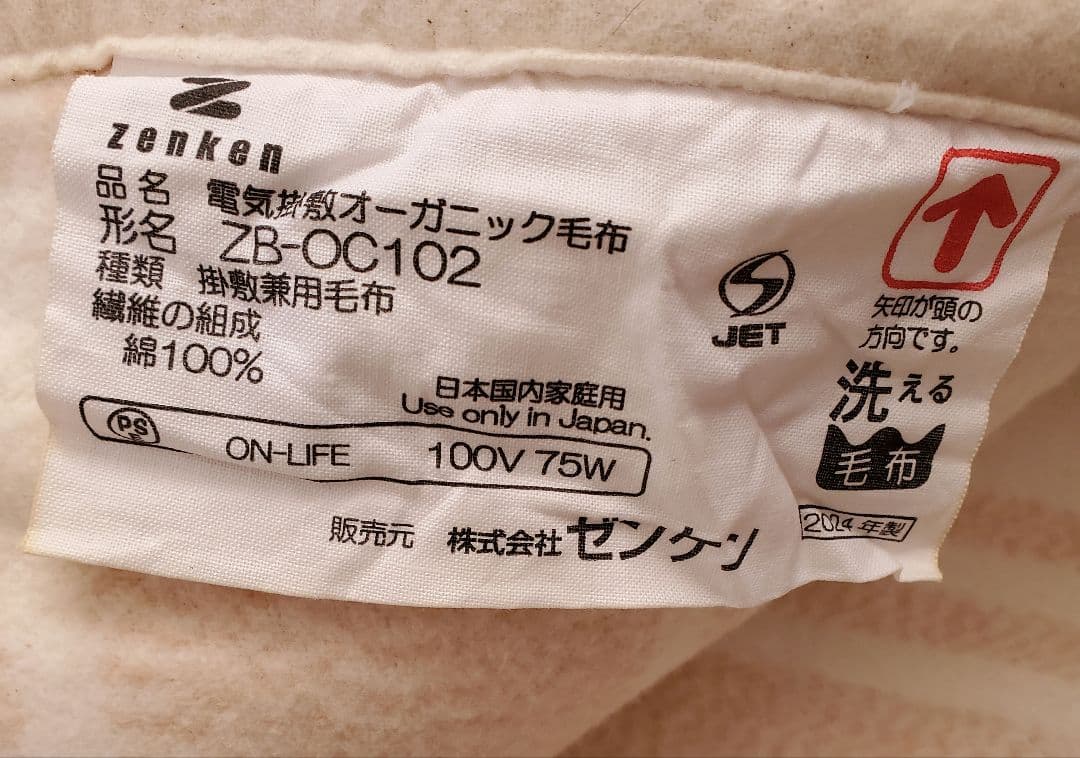 zenken
品名 電気掛敷オーガニック毛布
形名 ZB-OC102
種類 掛敷兼用毛布
繊維の組成
綿100%
日本国内家庭用
Use only in Japan.
PS
ON-LIFE 100V 75W
販売元 株式会社ゼンケン
JET
矢印が頭の
方向です。
洗える
毛布
2024年製